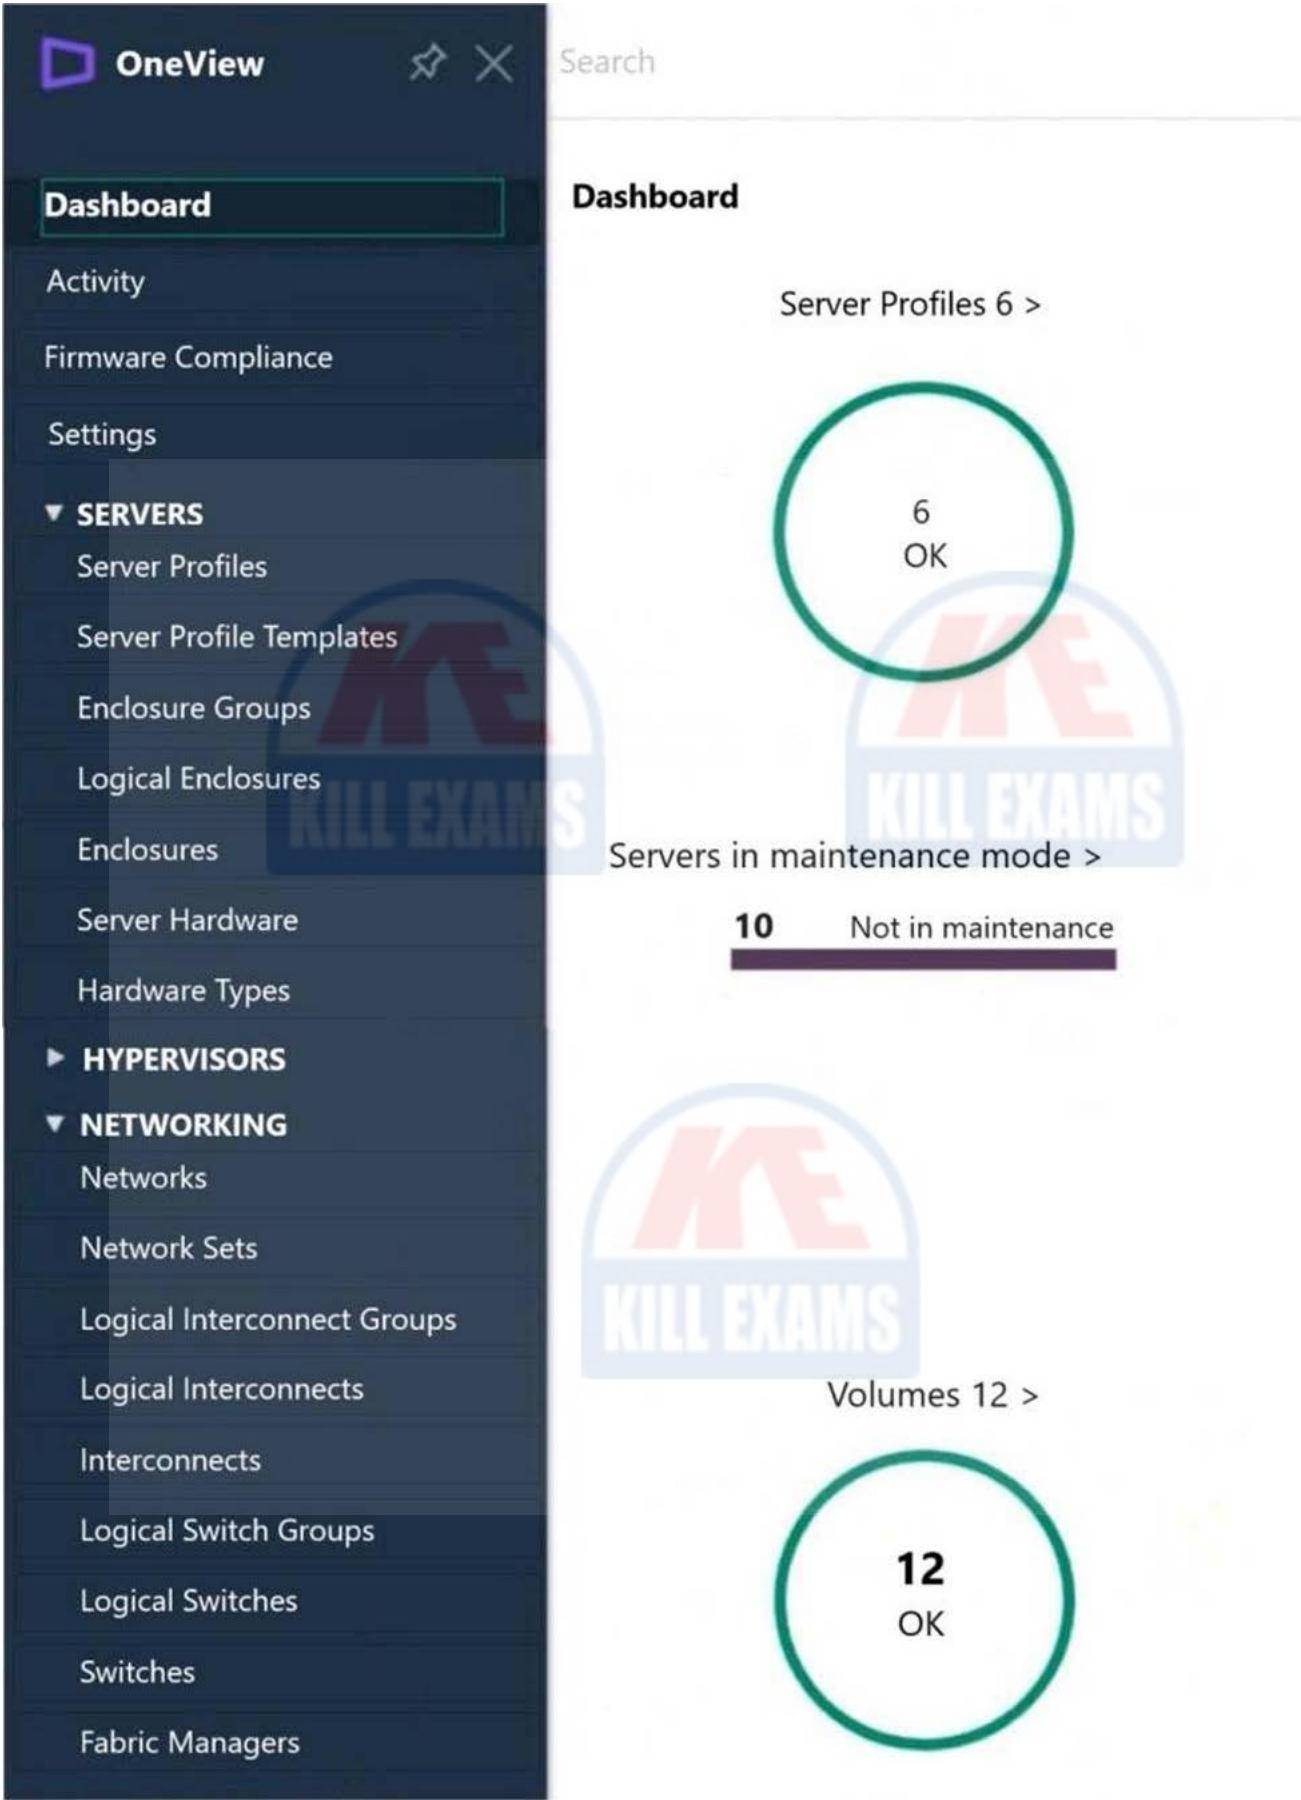 OneView
Search
Dashboard
Activity
Firmware Compliance
Settings
SERVERS
Server Profiles
Server Profile Templates
Enclosure Groups
Logical Enclosures
Enclosures
Server Hardware
Hardware Types
HYPERVISORS
NETWORKING
Networks
Network Sets
Logical Interconnect Groups
Logical Interconnects
Interconnects
Logical Switch Groups
Logical Switches
Switches
Fabric Managers
Dashboard
Server Profiles 6 >
6
OK
Servers in maintenance mode >
10 Not in maintenance
Volumes 12 >
12
OK
KE
KILL EXAMS
KE
KILL EXAMS
KE
KILL EXAMS